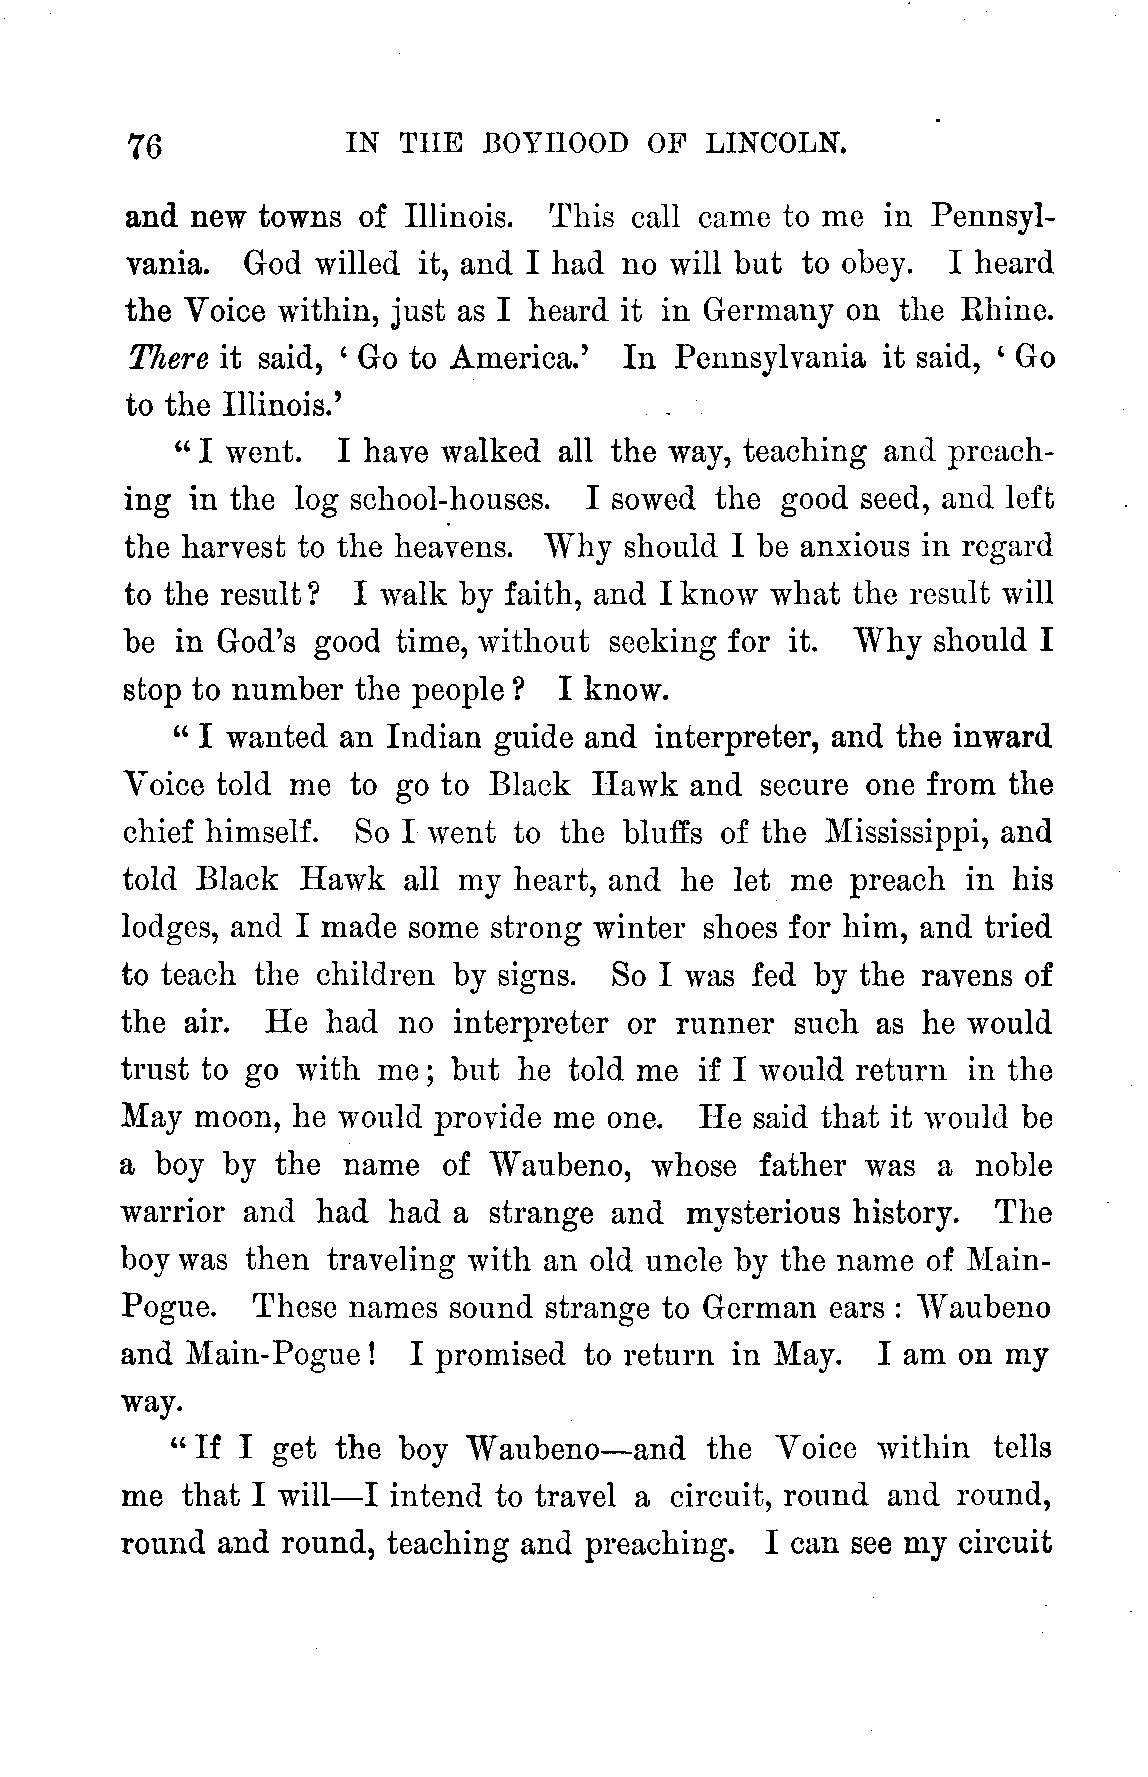 76 IN THE BOYHOOD OF LINCOLN.
and new towns of Illinois. This call came to me in Pennsyl-
vania. God willed it, and I had no will but to obey. I heard
the Voice within, just as I heard it in Germany on the Rhine.
There it said, ‘ Go to America.’ In Pennsylvania it said, ‘ Go
to the Illinois.’
“ I went. I have walked all the way, teaching and preach-
ing in the log school-houses. I sowed the good seed, and left
the harvest to the heavens. Why should I be anxious in regard
to the result? I walk by faith, and I know what the result will
be in God’s good time, without seeking for it. Why should I
stop to number the people? I know.
“ I wanted an Indian guide and interpreter, and the inward
Voice told me to go to Black Hawk and secure one from the
chief himself. So I went to the bluffs of the Mississippi, and
told Black Hawk all my heart, and he let me preach in his
lodges, and I made some strong winter shoes for him, and tried
to teach the children by signs. So I was fed by the ravens of
the air. He had no interpreter or runner such as he would
trust to go with me; but he told me if I would return in the
May moon, he would provide me one. He said that it would be
a boy by the name of Waubeno, whose father was a noble
warrior and had had a strange and mysterious history. The
boy was then traveling with an old uncle by the name of Main-
Pogue. These names sound strange to German ears: Waubeno
and Main-Pogue! I promised to return in May. I am on my
way.
“ If I get the boy Waubeno—and the Voice within tells
me that I will—I intend to travel a circuit, round and round,
round and round, teaching and preaching. I can see my circuit